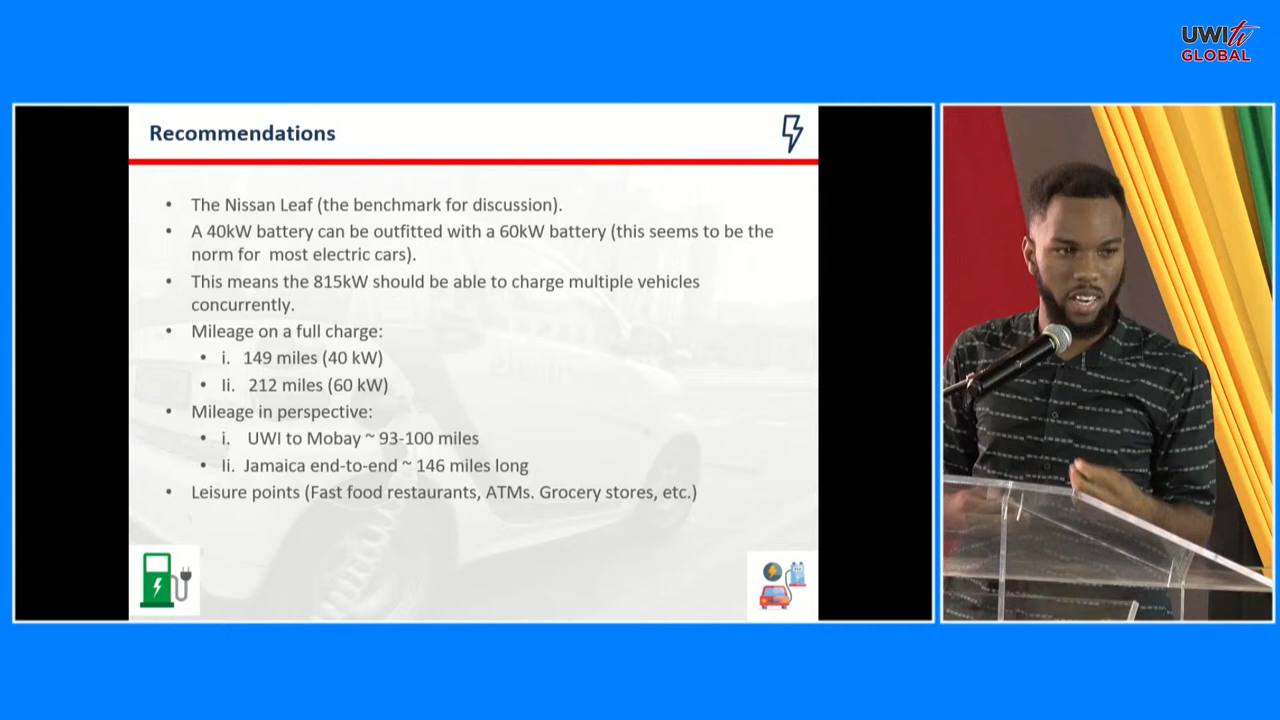 UWItv
GLOBAL
Recommendations
• The Nissan Leaf (the benchmark for discussion).
• A 40kW battery can be outfitted with a 60kW battery (this seems to be the
norm for most electric cars).
• This means the 815kW should be able to charge multiple vehicles
concurrently.
• Mileage on a full charge:
• i. 149 miles (40 kW)
• Ii. 212 miles (60 kW)
• Mileage in perspective:
• i. UWI to Mobay ~ 93-100 miles
• Ii. Jamaica end-to-end ~ 146 miles long
• Leisure points (Fast food restaurants, ATMs. Grocery stores, etc.)